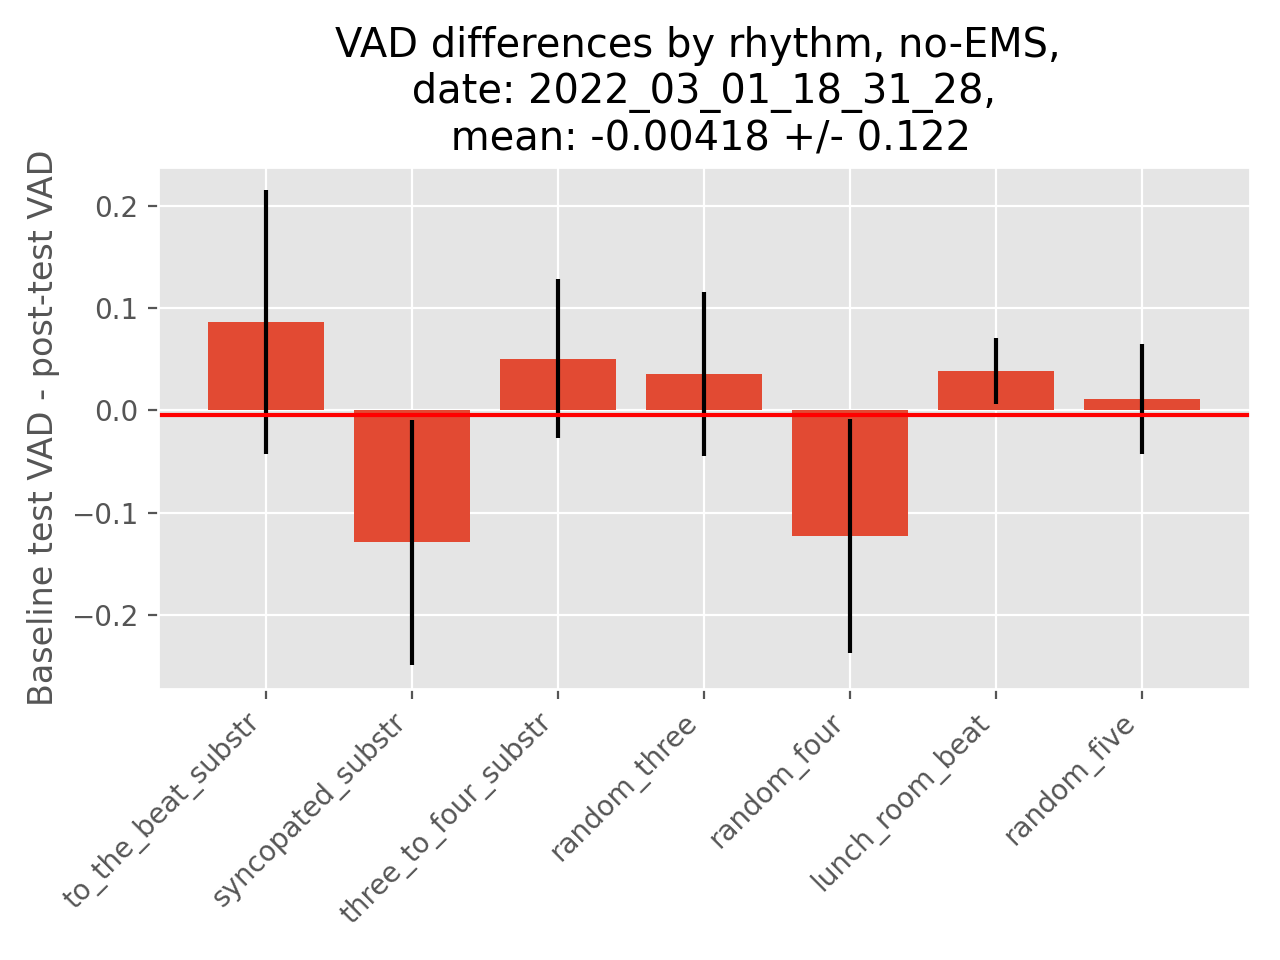 VAD differences by rhythm, no-EMS,
date: 2022_03_01_18_31_28,
mean: -0.00418 +/- 0.122
Baseline test VAD - post-test VAD
0.2
0.1
0.0
−0.1
−0.2
to_the_beat_substr
syncopated_substr
three_to_four_substr
random_three
random_four
lunch_room_beat
random_five